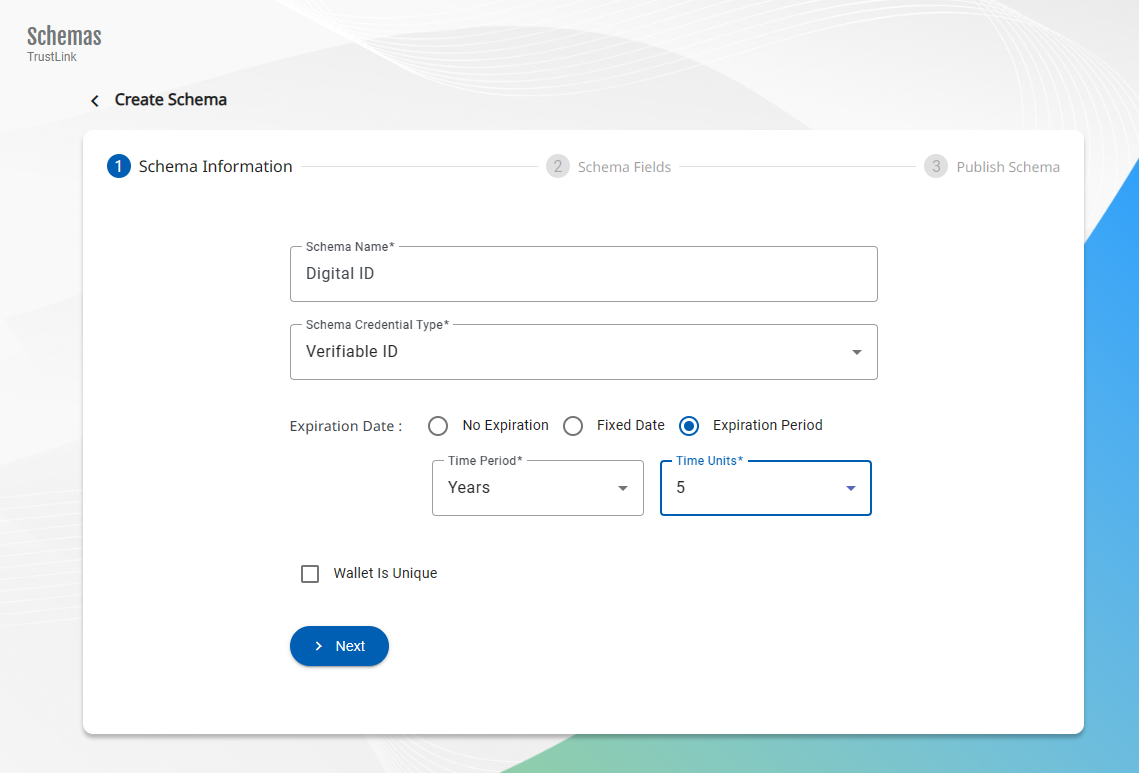 Schemas
TrustLink
Create Schema
1 Schema Information 2 Schema Fields 3 Publish Schema
Schema Name*
Digital ID
Schema Credential Type*
Verifiable ID
Expiration Date : No Expiration Fixed Date Expiration Period
Time Period* Time Units*
Years 5
Wallet Is Unique
Next